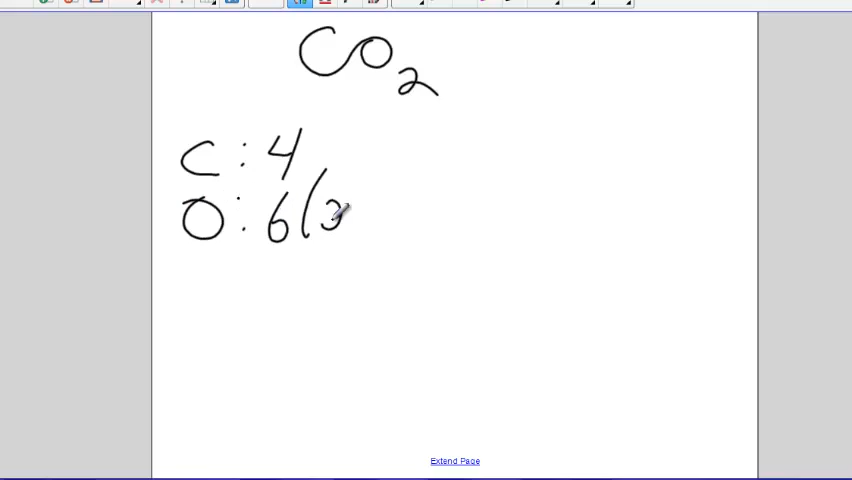 CO₂
C : 4
O : 6 (
Extend Page